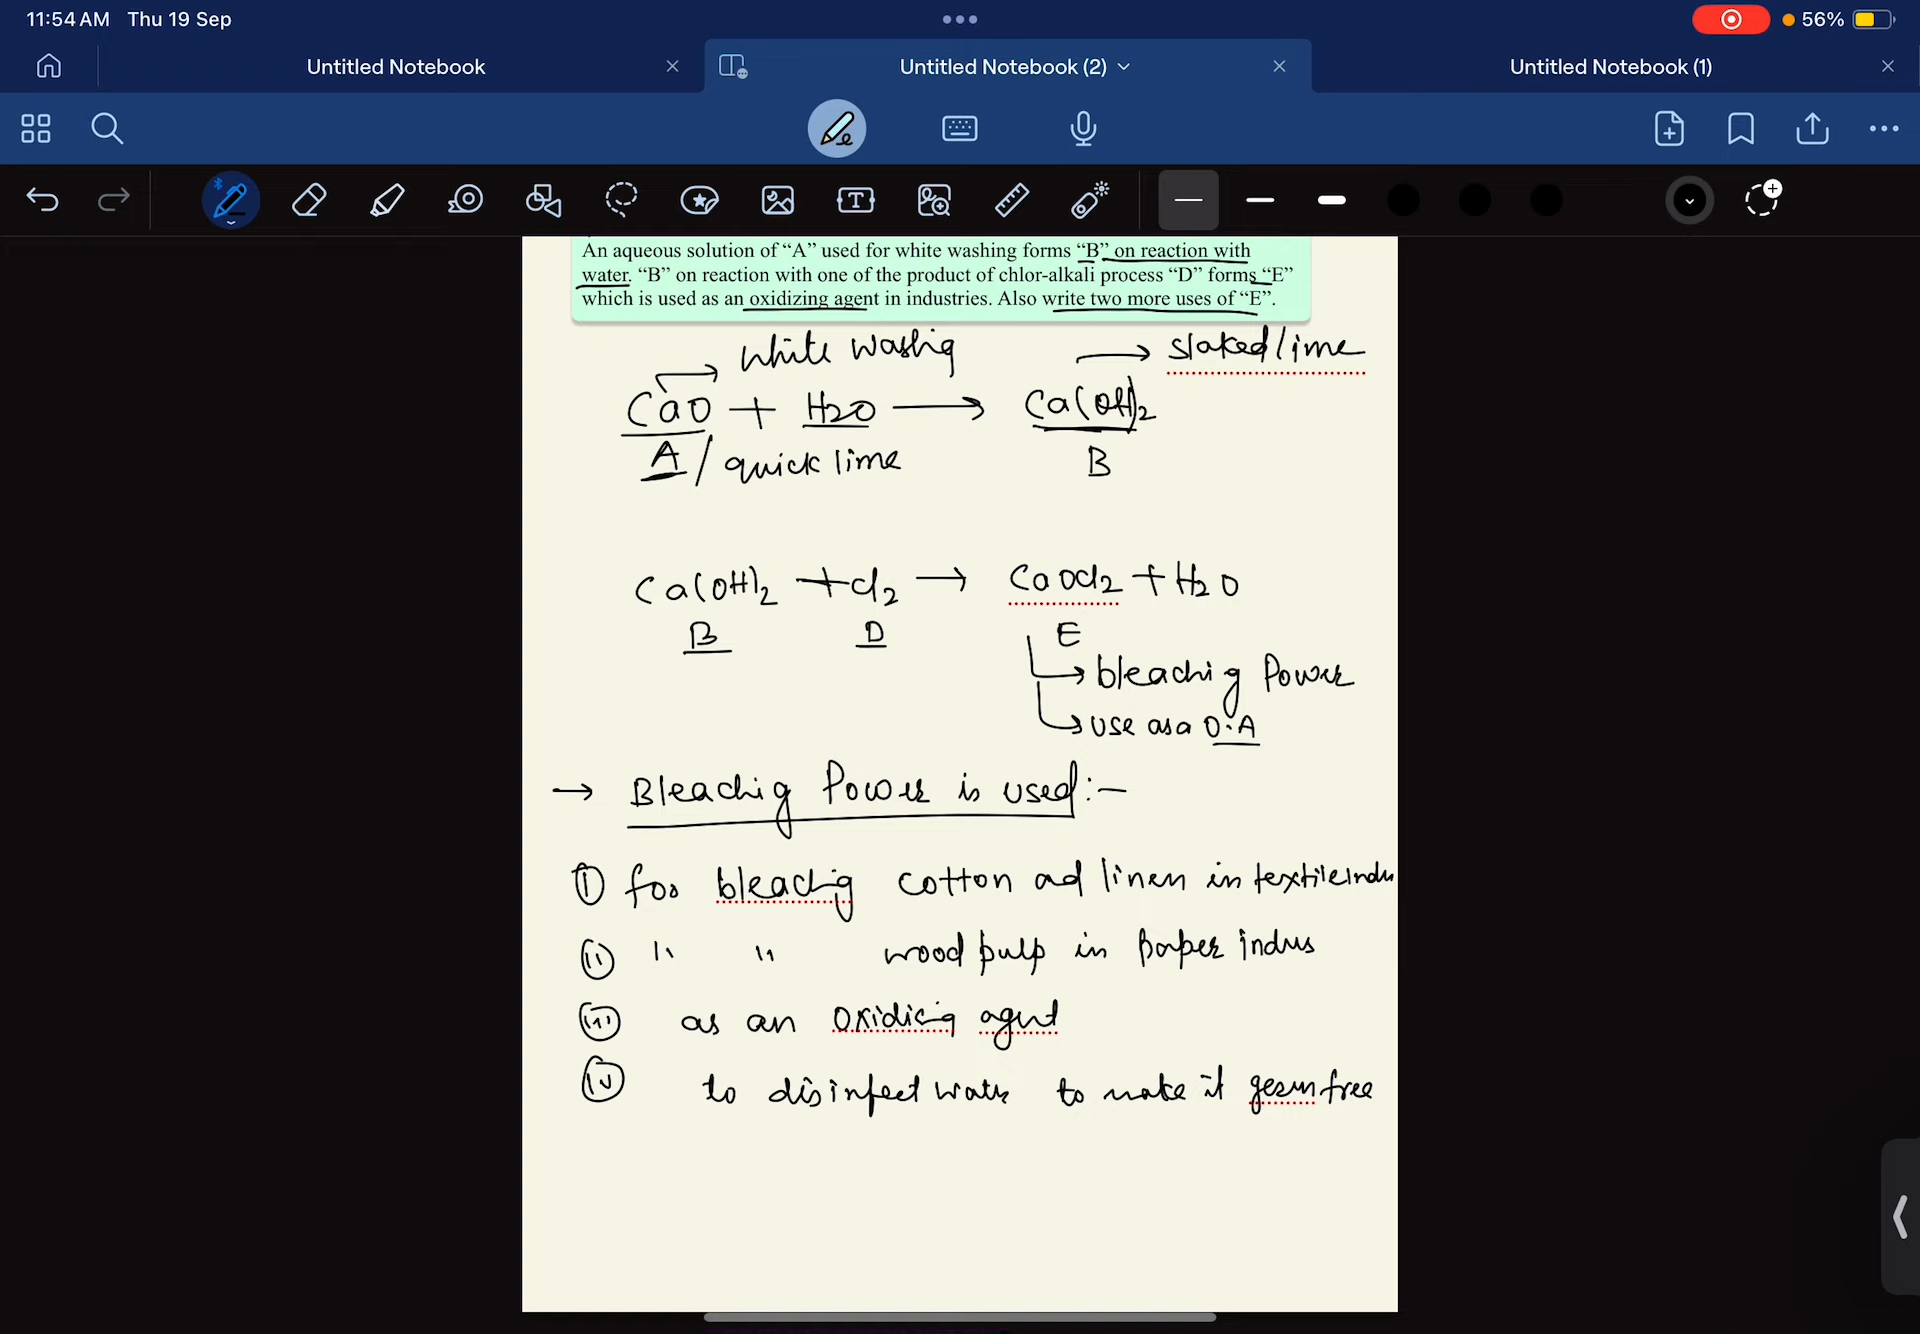 11:54 AM Thu 19 Sep
56%
Untitled Notebook
Untitled Notebook (2)
Untitled Notebook (1)
An aqueous solution of “A” used for white washing forms “B” on reaction with
water. “B” on reaction with one of the product of chlor-alkali process “D” forms “E”
which is used as an oxidizing agent in industries. Also write two more uses of “E”.
white washig
slaked lime
CaO + H2O → Ca(OH)2
A / quick lime
B
Ca(OH)2 + Cl2 → CaOCl2 + H2O
B D E
→ bleachig Power
→ use as a O.A
→ Bleachig Power is used:-
(i) for bleachig cotton ad linen in textile indu
(ii) " " wood pulp in paper indus
(iii) as an oxidicig agent
(iv) to disinfect water to make it germ free